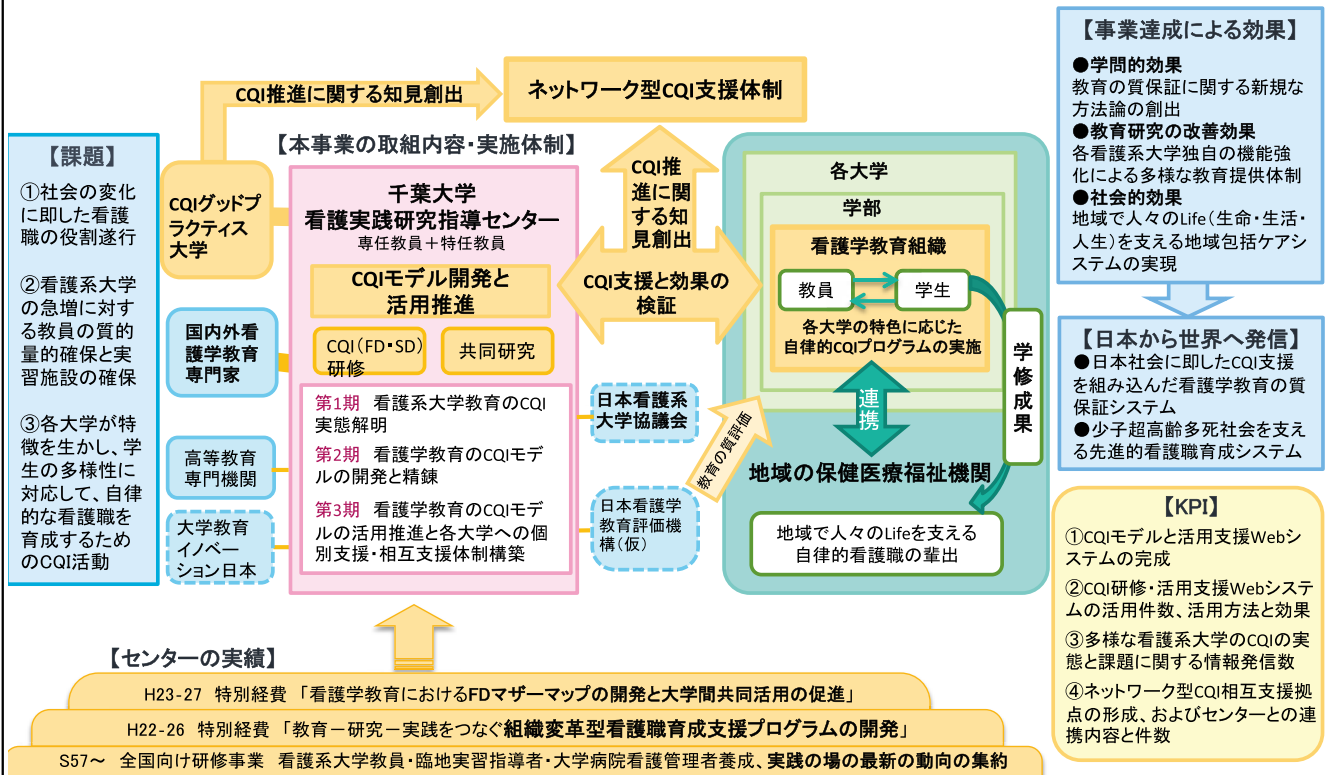 【課題】
①社会の変化
に即した看護
職の役割遂行
②看護系大学
の急増に対す
る教員の質的
量的確保と実
習施設の確保
③各大学が特
徴を生かし、学
生の多様性に
対応して、自律
的な看護職を
育成するため
のCQI活動
CQI推進に関する知見創出
ネットワーク型CQI支援体制
CQIグッドプ
ラクティス
大学
国内外看
護学教育
専門家
高等教育
専門機関
大学教育
イノベー
ション日本
【本事業の取組内容・実施体制】
千葉大学
看護実践研究指導センター
専任教員＋特任教員
CQIモデル開発と
活用推進
CQI（FD・SD）
研修
共同研究
第1期 看護系大学教育のCQI
実態解明
第2期 看護学教育のCQIモデ
ルの開発と精錬
第3期 看護学教育のCQIモデ
ルの活用推進と各大学への個
別支援・相互支援体制構築
CQI推
進に関
する知
見創出
CQI支援と効果の
検証
日本看護系
大学協議会
日本看護学
教育評価機
構（仮）
教育の質評価
各大学
学部
看護学教育組織
教員
学生
各大学の特色に応じた
自律的CQIプログラムの実施
学修成果
連携
地域の保健医療福祉機関
地域で人々のLifeを支える
自律的看護職の輩出
【事業達成による効果】
●学問的効果
教育の質保証に関する新規な
方法論の創出
●教育研究の改善効果
各看護系大学独自の機能強
化による多様な教育提供体制
●社会的効果
地域で人々のLife（生命・生活・
人生）を支える地域包括ケアシ
ステムの実現
【日本から世界へ発信】
●日本社会に即したCQI支援
を組み込んだ看護学教育の質
保証システム
●少子超高齢多死社会を支え
る先進的看護職育成システム
【KPI】
①CQIモデルと活用支援Webシ
ステムの完成
②CQI研修・活用支援Webシステ
ムの活用件数、活用方法と効果
③多様な看護系大学のCQIの実
態と課題に関する情報発信数
④ネットワーク型CQI相互支援拠
点の形成、およびセンターとの連
携内容と件数
【センターの実績】
H23-27 特別経費 「看護学教育におけるFDマザーマップの開発と大学間共同活用の促進」
H22-26 特別経費 「教育－研究－実践をつなぐ組織変革型看護職育成支援プログラムの開発」
S57～ 全国向け研修事業 看護系大学教員・臨地実習指導者・大学病院看護管理者養成、実践の場の最新の動向の集約